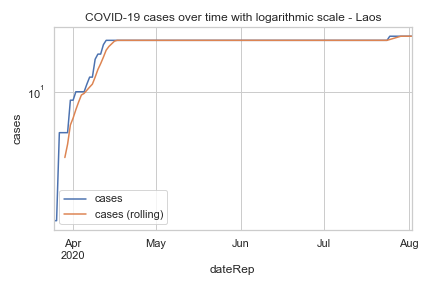 COVID-19 cases over time with logarithmic scale - Laos
10¹
cases
cases
cases (rolling)
Apr
2020
May
Jun
Jul
Aug
dateRep